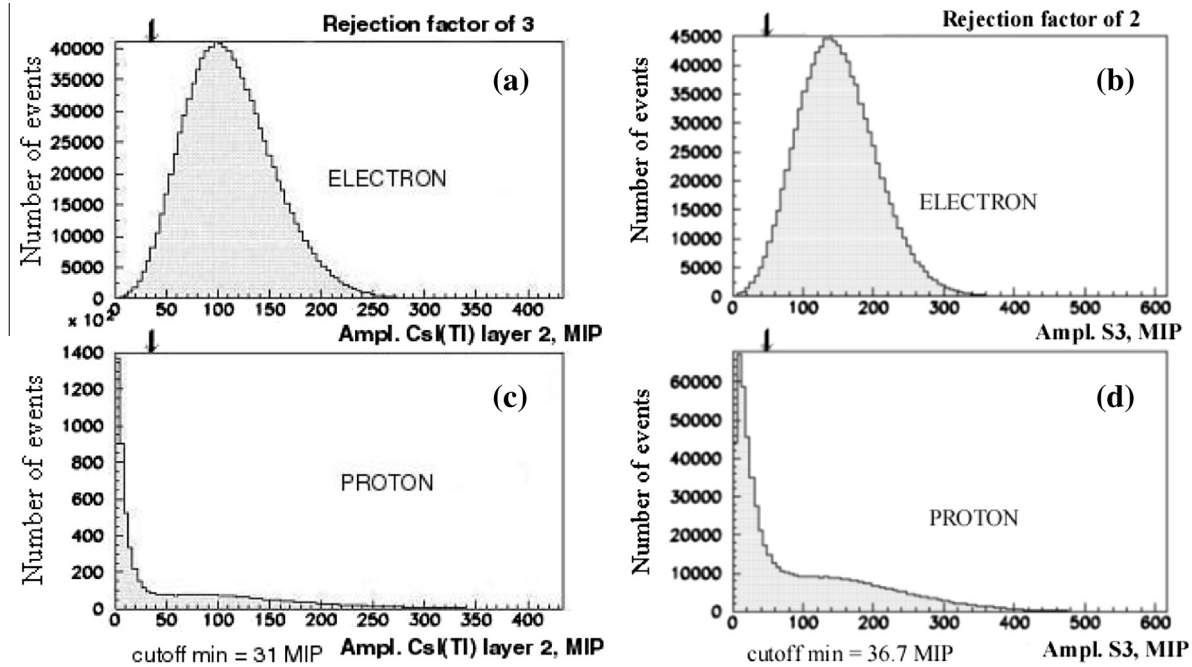 Rejection factor of 3
(a)
Number of events
40000
35000
30000
25000
20000
15000
10000
5000
0
ELECTRON
0 50 100 150 200 250 300 350 400
Ampl. CsI(Tl) layer 2, MIP
Rejection factor of 2
(b)
Number of events
45000
40000
35000
30000
25000
20000
15000
10000
5000
0
ELECTRON
0 100 200 300 400 500 600
Ampl. S3, MIP
x 10²
(c)
Number of events
1400
1200
1000
800
600
400
200
0
PROTON
0 50 100 150 200 250 300 350 400
Ampl. CsI(Tl) layer 2, MIP
cutoff min = 31 MIP
(d)
Number of events
60000
50000
40000
30000
20000
10000
0
PROTON
0 100 200 300 400 500 600
Ampl. S3, MIP
cutoff min = 36.7 MIP